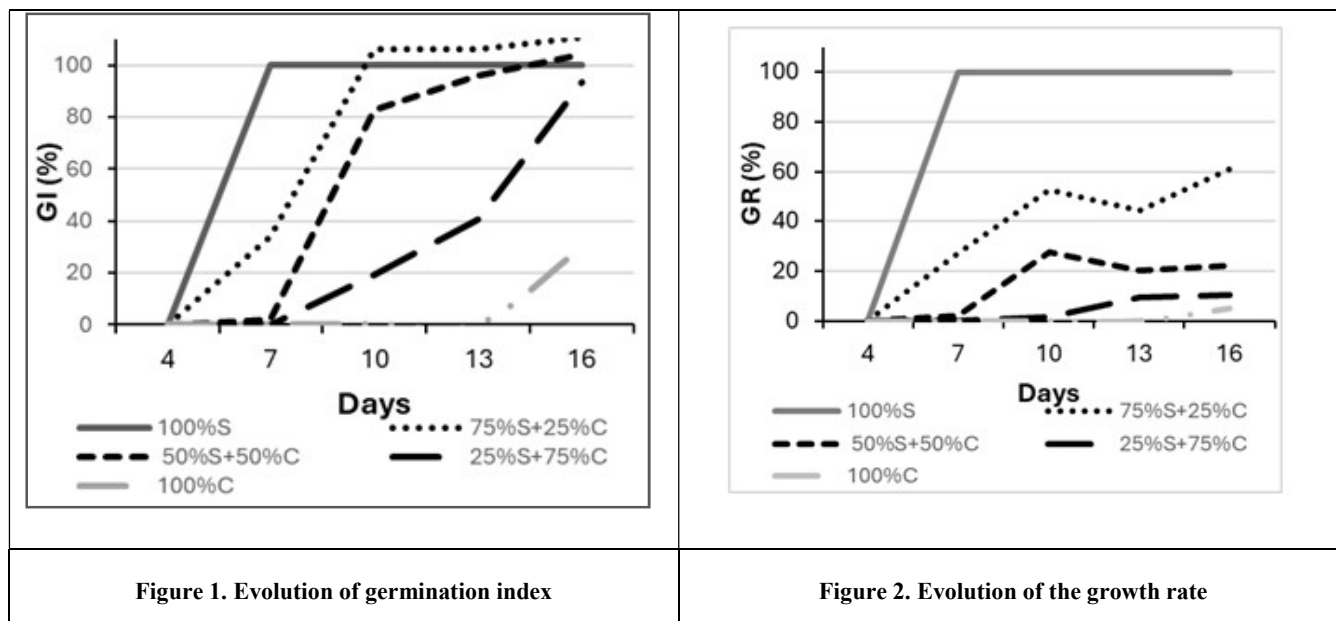 GI (%)
100
80
60
40
20
0
4 7 10 13 16
Days
100%S 75%S+25%C
50%S+50%C 25%S+75%C
100%C
GR (%)
100
80
60
40
20
0
4 7 10 13 16
Days
100%S 75%S+25%C
50%S+50%C 25%S+75%C
100%C
Figure 1. Evolution of germination index
Figure 2. Evolution of the growth rate